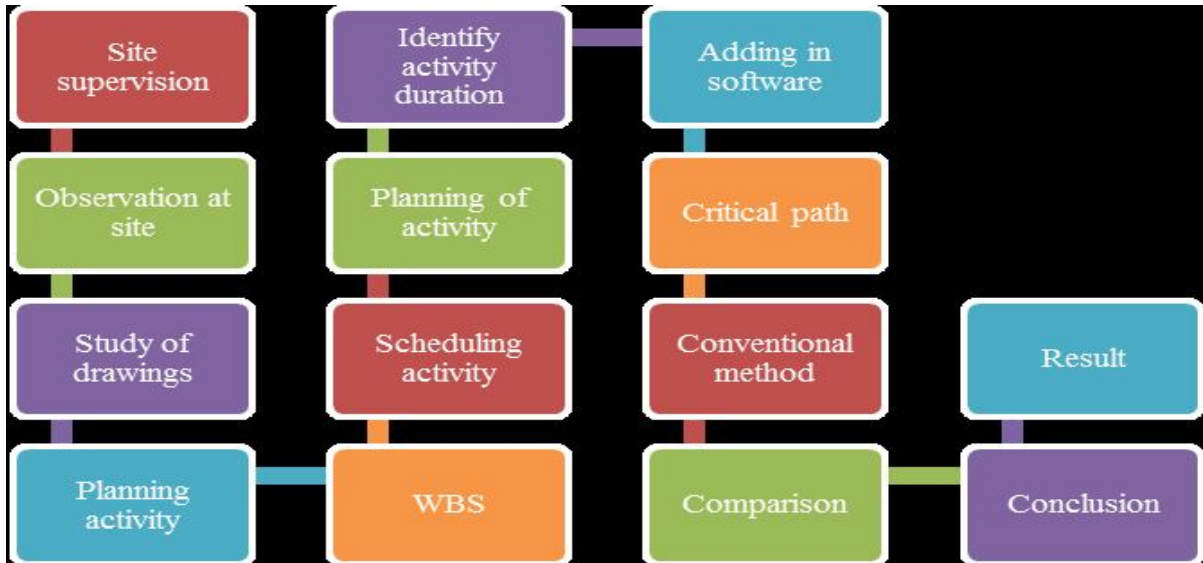 Site
supervision
Observation at
site
Study of
drawings
Planning
activity
WBS
Scheduling
activity
Planning of
activity
Identify
activity
duration
Adding in
software
Critical path
Conventional
method
Comparison
Conclusion
Result